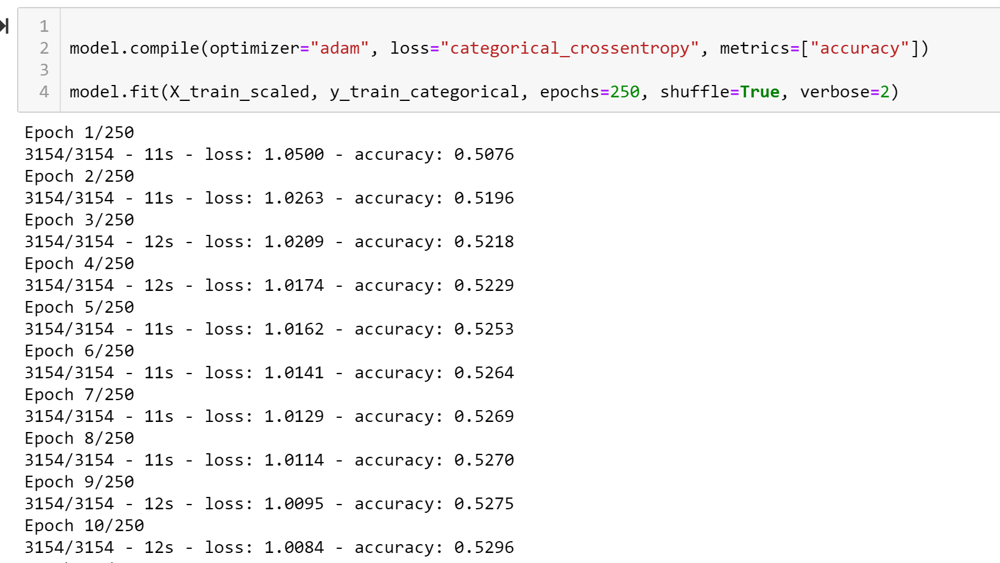 1
2 model.compile(optimizer="adam", loss="categorical_crossentropy", metrics=["accuracy"])
3
4 model.fit(X_train_scaled, y_train_categorical, epochs=250, shuffle=True, verbose=2)
Epoch 1/250
3154/3154 - 11s - loss: 1.0500 - accuracy: 0.5076
Epoch 2/250
3154/3154 - 11s - loss: 1.0263 - accuracy: 0.5196
Epoch 3/250
3154/3154 - 12s - loss: 1.0209 - accuracy: 0.5218
Epoch 4/250
3154/3154 - 12s - loss: 1.0174 - accuracy: 0.5229
Epoch 5/250
3154/3154 - 11s - loss: 1.0162 - accuracy: 0.5253
Epoch 6/250
3154/3154 - 11s - loss: 1.0141 - accuracy: 0.5264
Epoch 7/250
3154/3154 - 11s - loss: 1.0129 - accuracy: 0.5269
Epoch 8/250
3154/3154 - 11s - loss: 1.0114 - accuracy: 0.5270
Epoch 9/250
3154/3154 - 12s - loss: 1.0095 - accuracy: 0.5275
Epoch 10/250
3154/3154 - 12s - loss: 1.0084 - accuracy: 0.5296